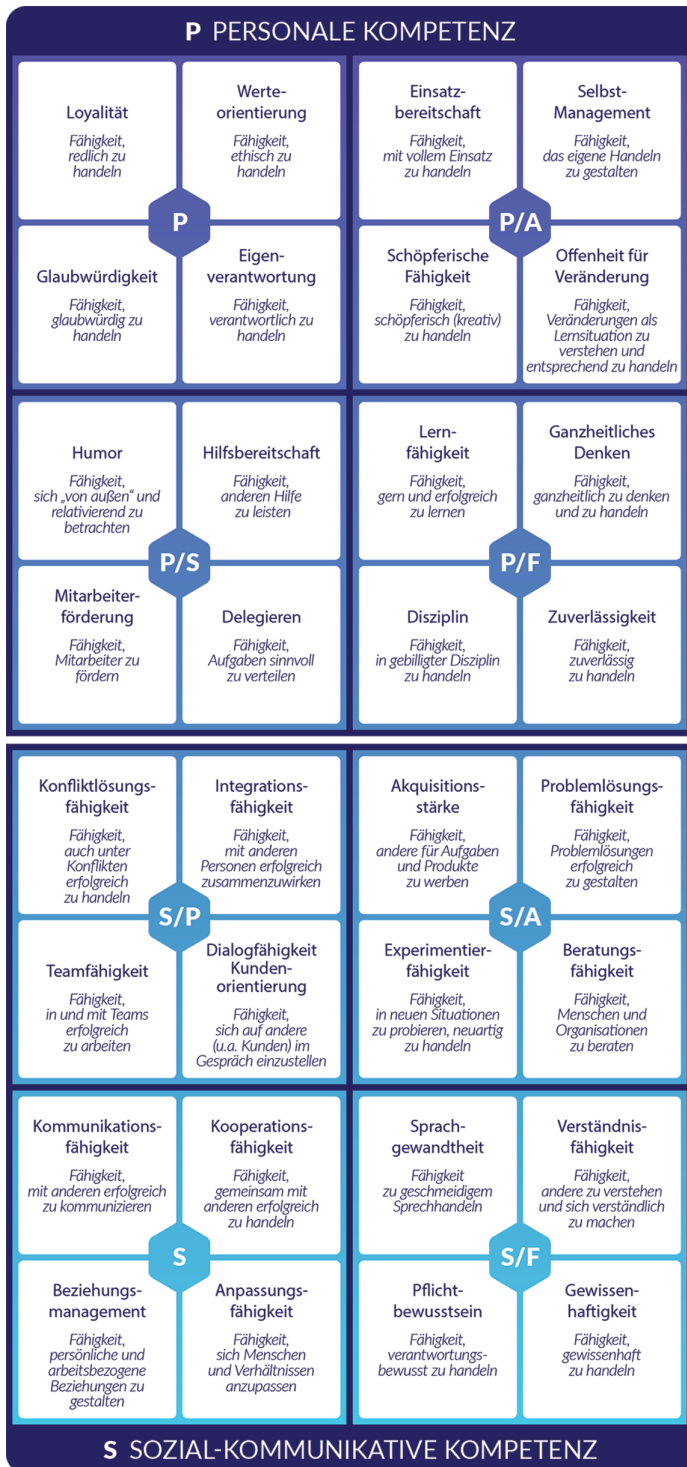 P PERSONALE KOMPETENZ
Loyalität
Fähigkeit,
redlich zu
handeln
Werte-
orientierung
Fähigkeit,
ethisch zu
handeln
Glaubwürdigkeit
Fähigkeit,
glaubwürdig zu
handeln
Eigen-
verantwortung
Fähigkeit,
verantwortlich zu
handeln
P
Einsatz-
bereitschaft
Fähigkeit,
mit vollem Einsatz
zu handeln
Selbst-
Management
Fähigkeit,
das eigene Handeln
zu gestalten
Schöpferische
Fähigkeit
Fähigkeit,
schöpferisch (kreativ)
zu handeln
Offenheit für
Veränderung
Fähigkeit,
Veränderungen als
Lernsituation zu
verstehen und
entsprechend zu handeln
P/A
Humor
Fähigkeit,
sich „von außen“ und
relativierend zu
betrachten
Hilfsbereitschaft
Fähigkeit,
anderen Hilfe
zu leisten
Mitarbeiter-
förderung
Fähigkeit,
Mitarbeiter zu
fördern
Delegieren
Fähigkeit,
Aufgaben sinnvoll
zu verteilen
P/S
Lern-
fähigkeit
Fähigkeit,
gern und erfolgreich
zu lernen
Ganzheitliches
Denken
Fähigkeit,
ganzheitlich zu denken
und zu handeln
Disziplin
Fähigkeit,
in gebilligter Disziplin
zu handeln
Zuverlässigkeit
Fähigkeit,
zuverlässig
zu handeln
P/F
Konfliktlösungs-
fähigkeit
Fähigkeit,
auch unter
Konflikten
erfolgreich
zu handeln
Integrations-
fähigkeit
Fähigkeit,
mit anderen
Personen erfolgreich
zusammenzuwirken
Teamfähigkeit
Fähigkeit,
in und mit Teams
erfolgreich
zu arbeiten
Dialogfähigkeit
Kunden-
orientierung
Fähigkeit,
sich auf andere
(u.a. Kunden) im
Gespräch einzustellen
S/P
Akquisitions-
stärke
Fähigkeit,
andere für Aufgaben
und Produkte
zu werben
Problemlösungs-
fähigkeit
Fähigkeit,
Problemlösungen
erfolgreich
zu gestalten
Experimentier-
fähigkeit
Fähigkeit,
in neuen Situationen
zu probieren, neuartig
zu handeln
Beratungs-
fähigkeit
Fähigkeit,
Menschen und
Organisationen
zu beraten
S/A
Kommunikations-
fähigkeit
Fähigkeit,
mit anderen erfolgreich
zu kommunizieren
Kooperations-
fähigkeit
Fähigkeit,
gemeinsam mit
anderen erfolgreich
zu handeln
Beziehungs-
management
Fähigkeit,
persönliche und
arbeitsbezogene
Beziehungen zu
gestalten
Anpassungs-
fähigkeit
Fähigkeit,
sich Menschen
und Verhältnissen
anzupassen
S
Sprach-
gewandtheit
Fähigkeit
zu geschmeidigem
Sprechhandeln
Verständnis-
fähigkeit
Fähigkeit,
andere zu verstehen
und sich verständlich
zu machen
Pflicht-
bewusstsein
Fähigkeit,
verantwortungs-
bewusst zu handeln
Gewissen-
haftigkeit
Fähigkeit,
gewissenhaft
zu handeln
S/F
S SOZIAL-KOMMUNIKATIVE KOMPETENZ